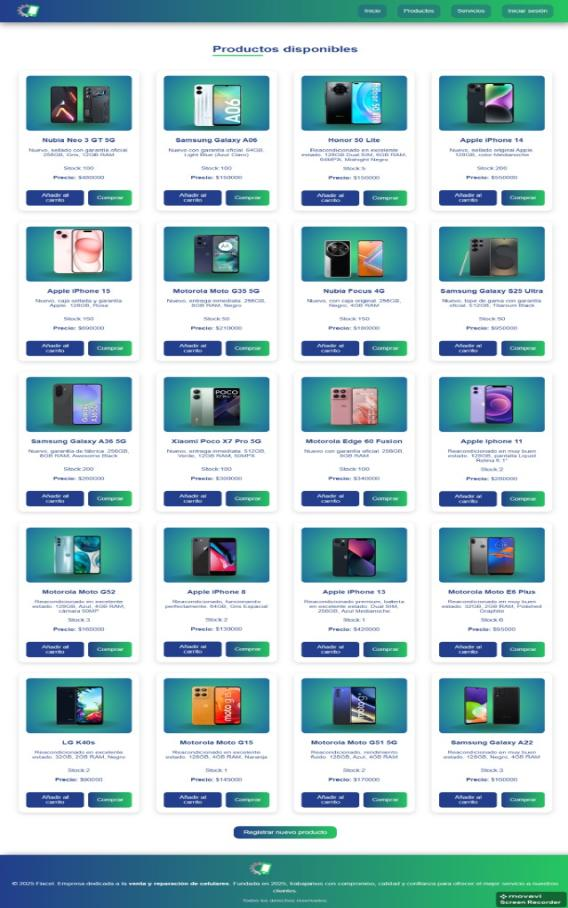 Inicio Productos Servicios Iniciar sesión
Productos disponibles
Nubia Neo 3 GT 5G
Nuevo, sellado con garantía oficial
256GB, Gris, 12GB RAM
Stock:100
Precio: $480000
Añadir al
carrito
Comprar
Samsung Galaxy A06
Nuevo con garantía oficial. 64GB,
Light Blue (Azul Claro)
Stock:100
Precio: $150000
Añadir al
carrito
Comprar
Honor 50 Lite
Reacondicionado en excelente
estado. 128GB Dual SIM, 6GB RAM,
64MPX, Midnight Negro
Stock:5
Precio: $150000
Añadir al
carrito
Comprar
Apple iPhone 14
Nuevo, sellado original Apple.
128GB, color Medianoche
Stock:200
Precio: $550000
Añadir al
carrito
Comprar
Apple iPhone 15
Nuevo, caja sellada y garantía
Apple. 128GB, Rosa
Stock:150
Precio: $690000
Añadir al
carrito
Comprar
Motorola Moto G35 5G
Nuevo, entrega inmediata. 256GB,
8GB RAM, Negro
Stock:50
Precio: $210000
Añadir al
carrito
Comprar
Nubia Focus 4G
Nuevo, con caja original. 256GB,
Negro, 4GB RAM
Stock:150
Precio: $180000
Añadir al
carrito
Comprar
Samsung Galaxy S25 Ultra
Nuevo, tope de gama con garantía
oficial. 512GB, Titanium Black
Stock:50
Precio: $950000
Añadir al
carrito
Comprar
Samsung Galaxy A36 5G
Nuevo, garantía de fábrica. 256GB,
8GB RAM, Awesome Black
Stock:200
Precio: $260000
Añadir al
carrito
Comprar
POCO
Xiaomi Poco X7 Pro 5G
Nuevo, entrega inmediata. 512GB,
Verde, 12GB RAM, 50MPX
Stock:100
Precio: $300000
Añadir al
carrito
Comprar
Motorola Edge 60 Fusion
Nuevo con garantía oficial. 256GB,
8GB RAM
Stock:100
Precio: $340000
Añadir al
carrito
Comprar
Apple Iphone 11
Reacondicionado en muy buen
estado. 128GB, pantalla Liquid
Retina 6.1"
Stock:2
Precio: $280000
Añadir al
carrito
Comprar
Motorola Moto G52
Reacondicionado en excelente
estado. 128GB, Azul, 4GB RAM,
cámara 50MP
Stock:3
Precio: $160000
Añadir al
carrito
Comprar
Apple iPhone 8
Reacondicionado, funcionando
perfectamente. 64GB, Gris Espacial
Stock:2
Precio: $130000
Añadir al
carrito
Comprar
Apple iPhone 13
Reacondicionado premium, batería
en excelente estado. Dual SIM,
256GB, Azul Medianoche
Stock:1
Precio: $420000
Añadir al
carrito
Comprar
Motorola Moto E6 Plus
Reacondicionado en muy buen
estado. 32GB, 2GB RAM, Polished
Graphite
Stock:6
Precio: $95000
Añadir al
carrito
Comprar
LG K40s
Reacondicionado en excelente
estado. 32GB, 2GB RAM, Negro
Stock:2
Precio: $90000
Añadir al
carrito
Comprar
moto g15
Motorola Moto G15
Reacondicionado en excelente
estado. 128GB, 4GB RAM, Naranja
Stock:1
Precio: $145000
Añadir al
carrito
Comprar
Motorola Moto G51 5G
Reacondicionado, rendimiento
fluido. 128GB, Azul, 4GB RAM
Stock:2
Precio: $170000
Añadir al
carrito
Comprar
Samsung Galaxy A22
Reacondicionado en muy buen
estado. 128GB, Negro, 4GB RAM
Stock:3
Precio: $160000
Añadir al
carrito
Comprar
Registrar nuevo producto
© 2025 Fixcel. Empresa dedicada a la venta y reparación de celulares. Fundada en 2025, trabajamos con compromiso, calidad y confianza para ofrecer el mejor servicio a nuestros
clientes.
Todos los derechos reservados.
movavi
Screen Recorder